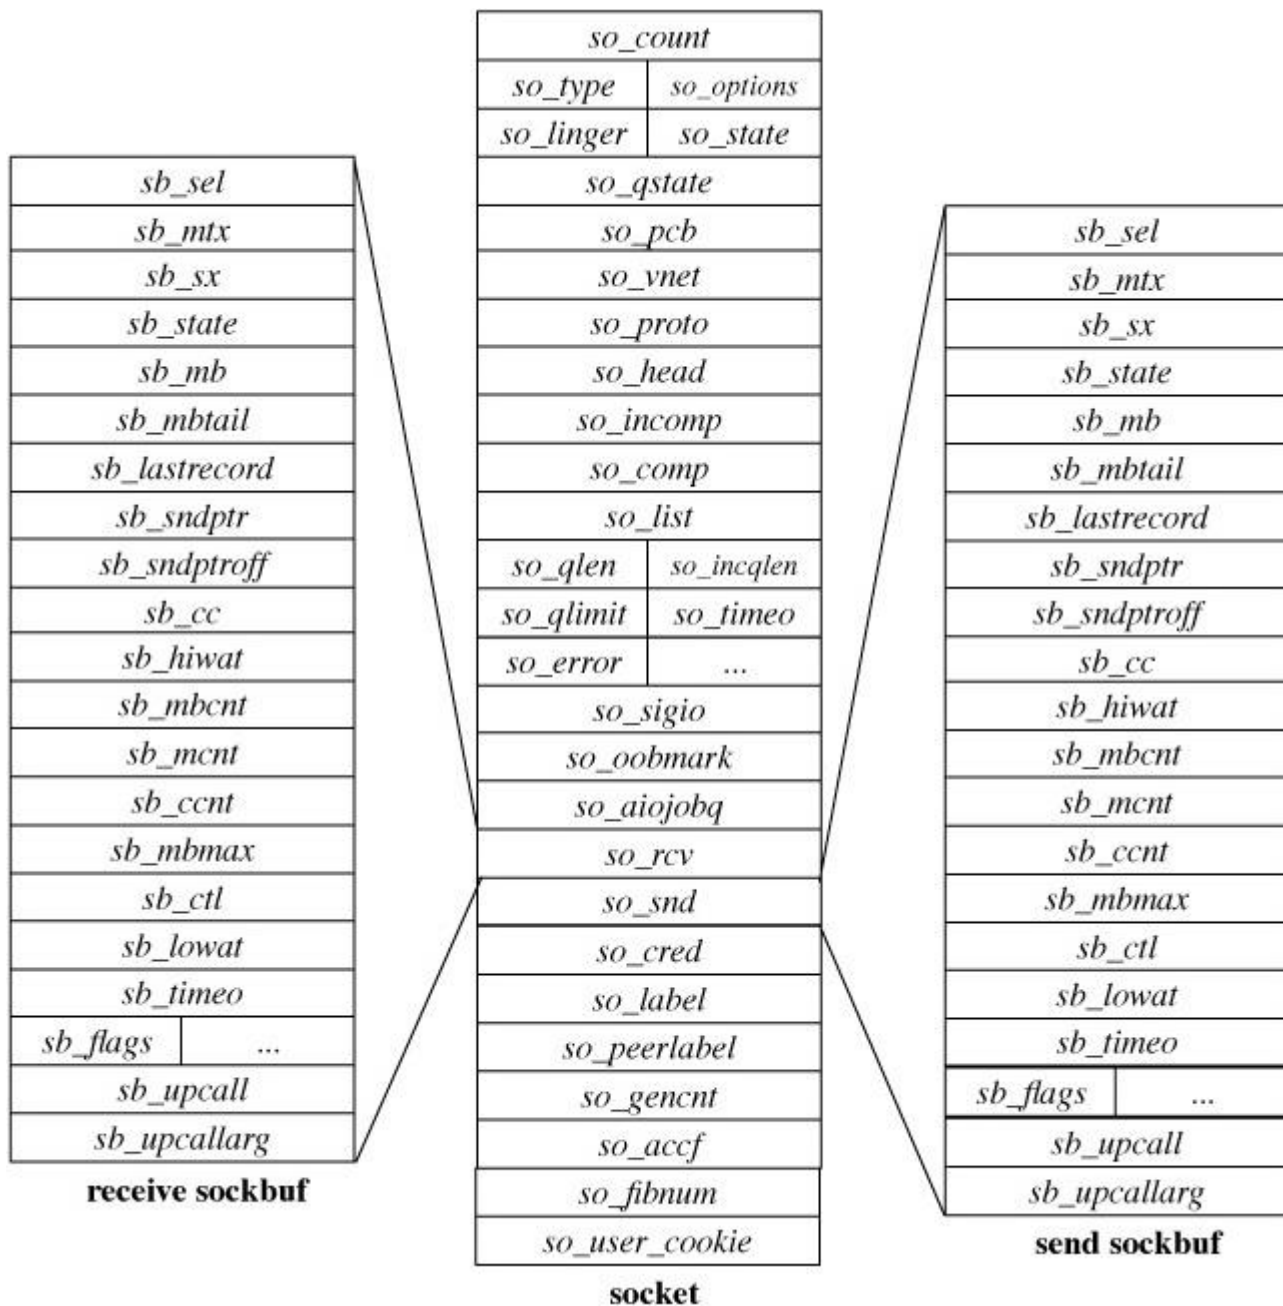 sb_sel
sb_mtx
sb_sx
sb_state
sb_mb
sb_mbtail
sb_lastrecord
sb_sndptr
sb_sndptroff
sb_cc
sb_hiwat
sb_mbcnt
sb_mcnt
sb_ccnt
sb_mbmax
sb_ctl
sb_lowat
sb_timeo
sb_flags ...
sb_upcall
sb_upcallarg
receive sockbuf
so_count
so_type so_options
so_linger so_state
so_qstate
so_pcb
so_vnet
so_proto
so_head
so_incomp
so_comp
so_list
so_qlen so_incqlen
so_qlimit so_timeo
so_error ...
so_sigio
so_oobmark
so_aiojobq
so_rcv
so_snd
so_cred
so_label
so_peerlabel
so_gencnt
so_accf
so_fibnum
so_user_cookie
socket
sb_sel
sb_mtx
sb_sx
sb_state
sb_mb
sb_mbtail
sb_lastrecord
sb_sndptr
sb_sndptroff
sb_cc
sb_hiwat
sb_mbcnt
sb_mcnt
sb_ccnt
sb_mbmax
sb_ctl
sb_lowat
sb_timeo
sb_flags ...
sb_upcall
sb_upcallarg
send sockbuf